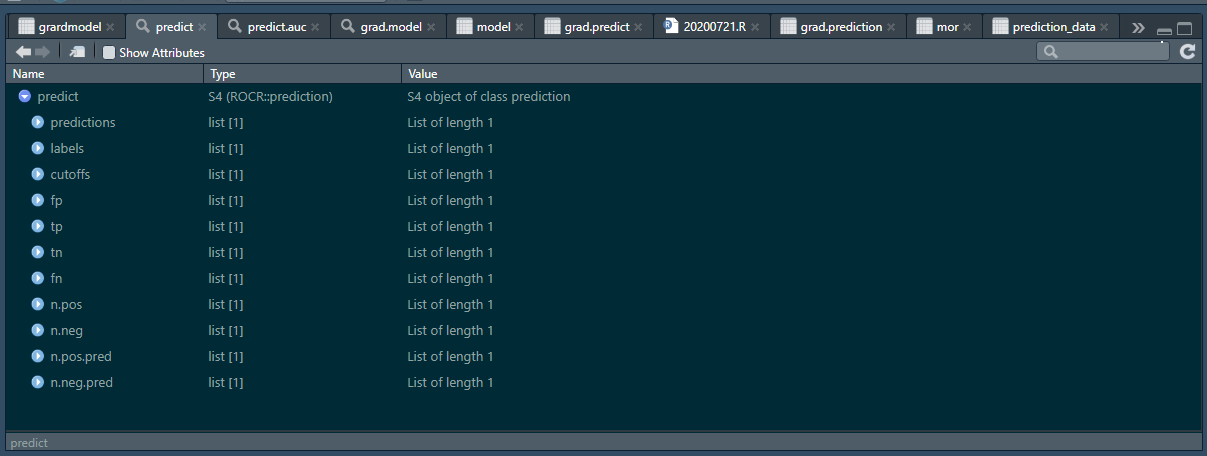 grardmodel predict predict.auc grad.model model grad.predict 20200721.R grad.prediction mor prediction_data
Show Attributes
Name Type Value
predict S4 (ROCR::prediction) S4 object of class prediction
predictions list [1] List of length 1
labels list [1] List of length 1
cutoffs list [1] List of length 1
fp list [1] List of length 1
tp list [1] List of length 1
tn list [1] List of length 1
fn list [1] List of length 1
n.pos list [1] List of length 1
n.neg list [1] List of length 1
n.pos.pred list [1] List of length 1
n.neg.pred list [1] List of length 1
predict